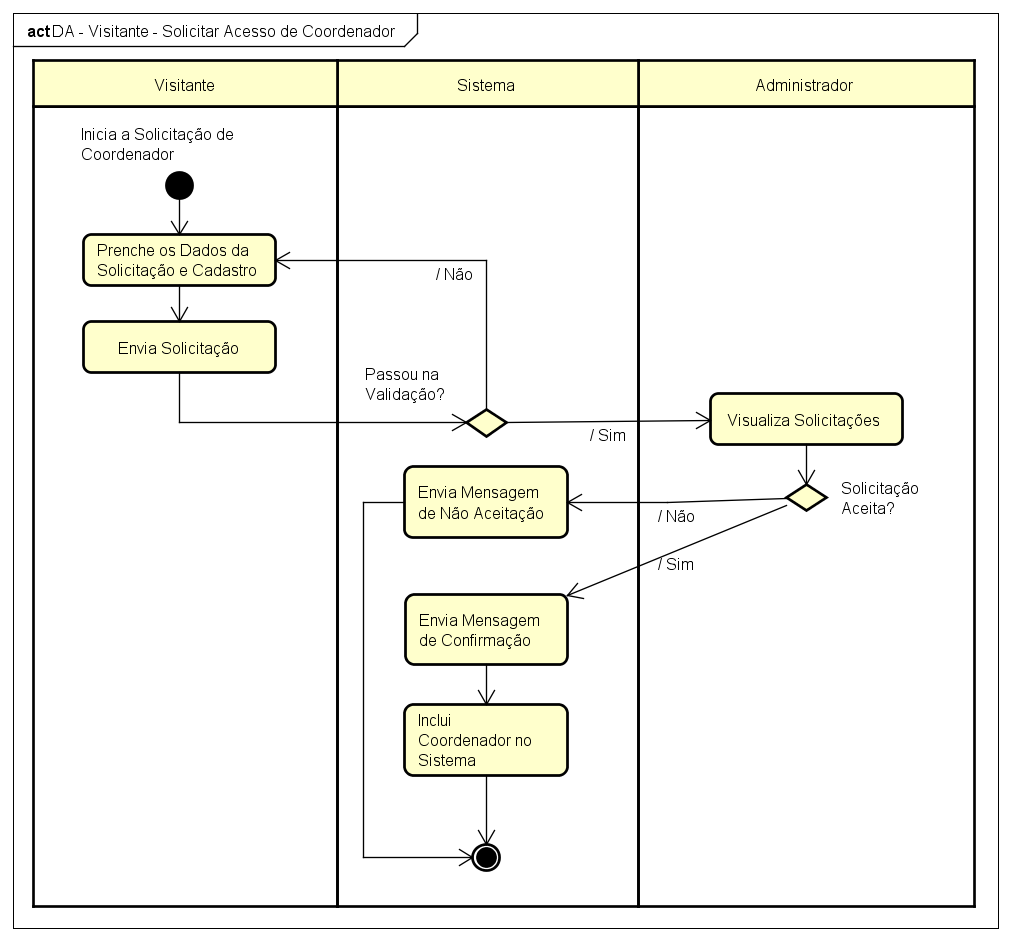 act DA - Visitante - Solicitar Acesso de Coordenador
Visitante
Sistema
Administrador
Inicia a Solicitação de
Coordenador
Prenche os Dados da
Solicitação e Cadastro
/ Não
Envia Solicitação
Passou na
Validação?
/ Sim
Visualiza Solicitações
Envia Mensagem
de Não Aceitação
Solicitação
Aceita?
/ Não
/ Sim
Envia Mensagem
de Confirmação
Inclui
Coordenador no
Sistema